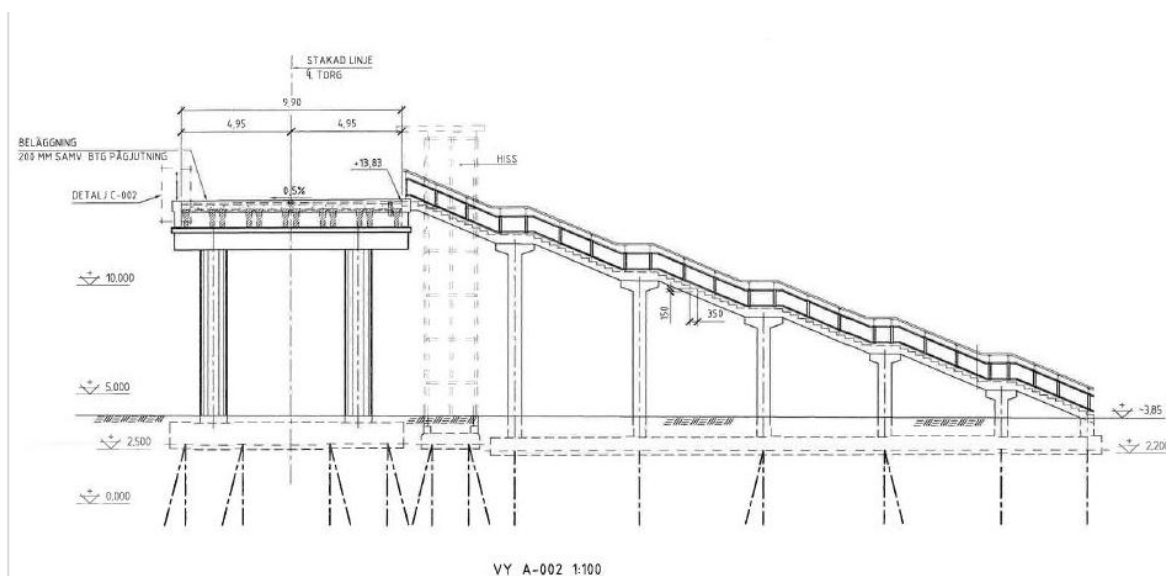 STAKAD LINJE
℄ TORG
9,90
4,95
4,95
BELÄGGNING
200 MM SAMV. BTG PÅGJUTNING
+13,83
HISS
DETALJ C-002
0,5%
+
10,000
150
350
+
5,000
+
~3,85
+
2,500
+
2,200
+
0,000
VY A-002 1:100